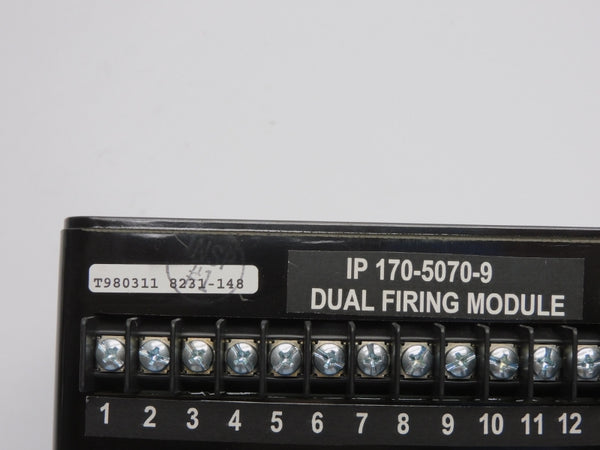 INSP
T980311 8231-148
IP 170-5070-9
DUAL FIRING MODULE
1 2 3 4 5 6 7 8 9 10 11 12